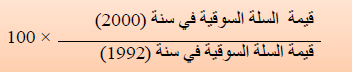 قيمة السلة السوقية في سنة (2000)
100 ×
قيمة السلة السوقية في سنة (1992)